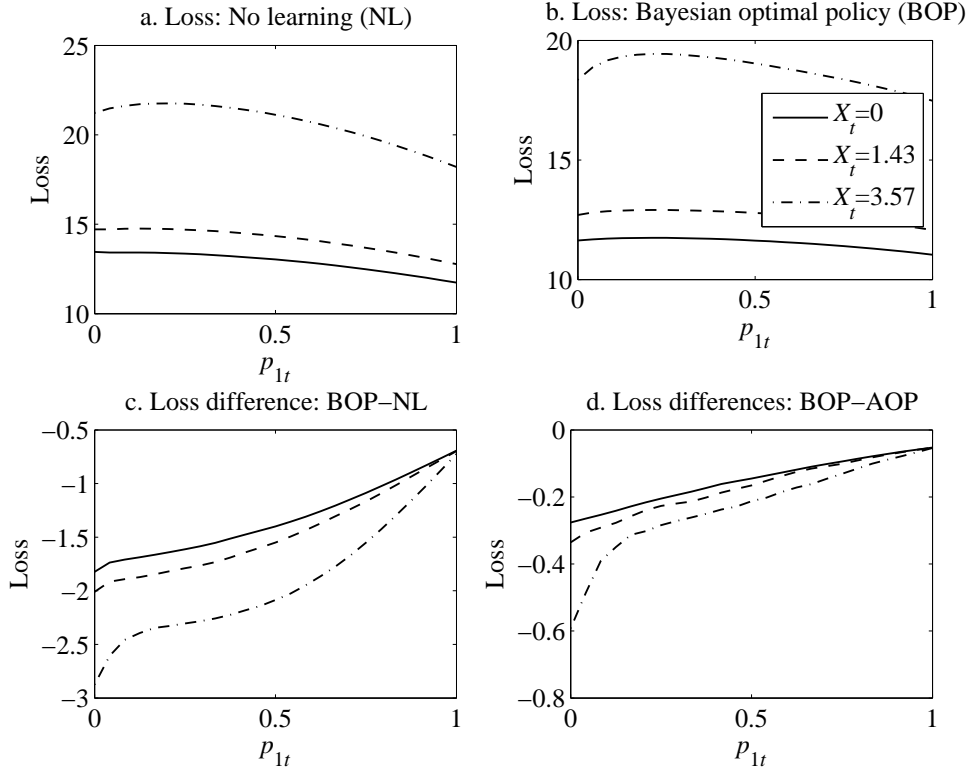 a. Loss: No learning (NL)
25
20
15
10
Loss
0
0.5
1
p1t
b. Loss: Bayesian optimal policy (BOP)
20
15
10
Loss
Xt=0
Xt=1.43
Xt=3.57
0
0.5
1
p1t
c. Loss difference: BOP−NL
−0.5
−1
−1.5
−2
−2.5
−3
Loss
0
0.5
1
p1t
d. Loss differences: BOP−AOP
0
−0.2
−0.4
−0.6
−0.8
Loss
0
0.5
1
p1t